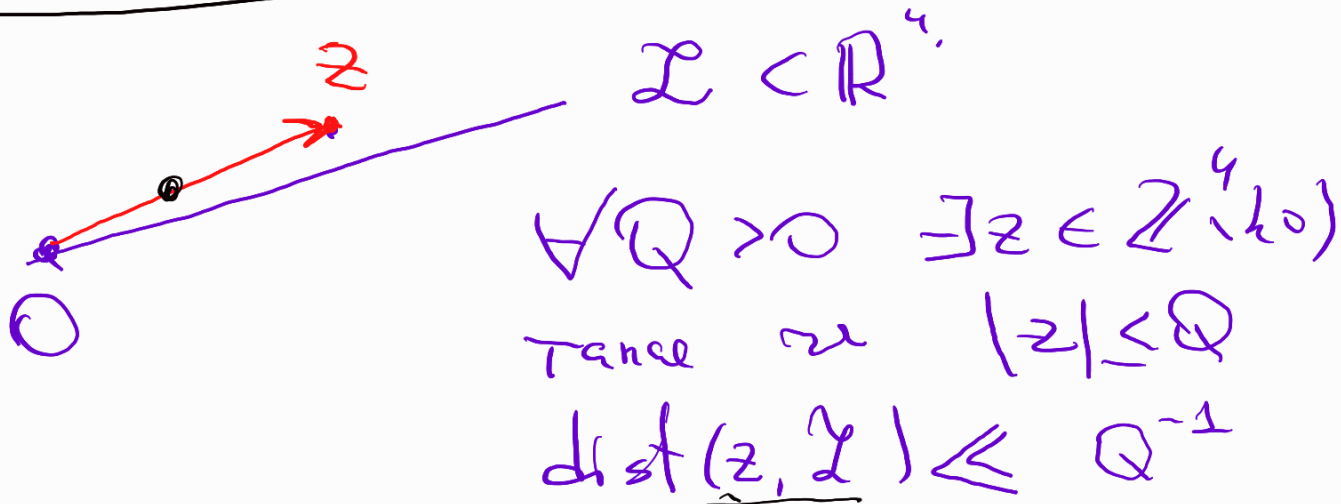 z
ℒ ⊂ ℝ⁴.
O
∀Q > 0 ∃z ∈ ℤ⁴\{0}
такое что |z| ≤ Q
dist(z, ℒ) ≪ Q⁻¹